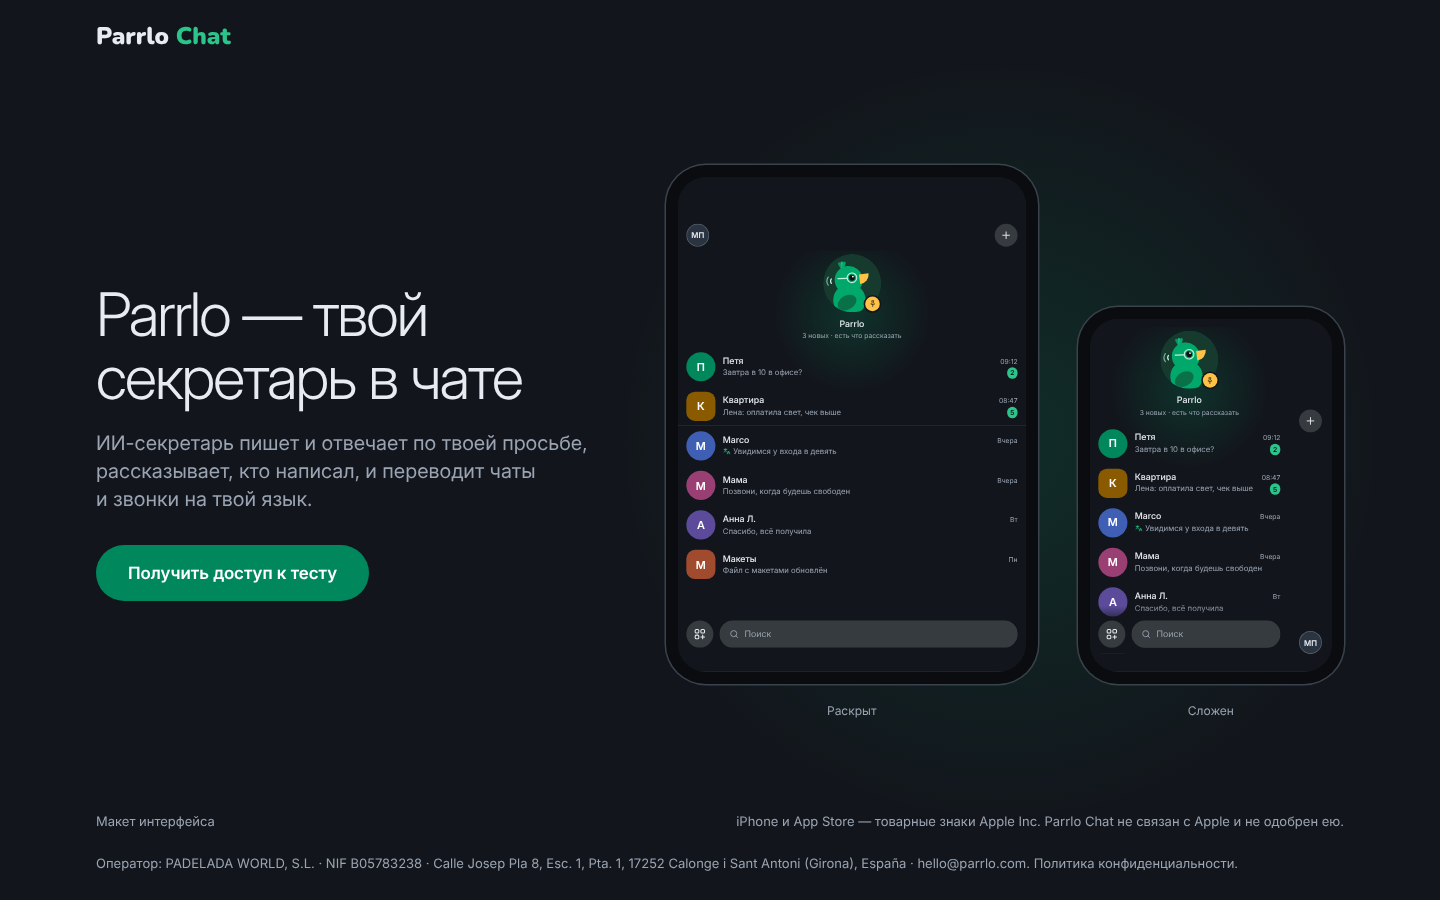 Parrlo Chat
Parrlo — твой
секретарь в чате
ИИ-секретарь пишет и отвечает по твоей просьбе,
рассказывает, кто написал, и переводит чаты
и звонки на твой язык.
Получить доступ к тесту
МП
Parrlo
3 новых · есть что рассказать
П
Петя
09:12
Завтра в 10 в офисе?
2
К
Квартира
08:47
Лена: оплатила свет, чек выше
5
M
Marco
Вчера
Увидимся у входа в девять
М
Мама
Вчера
Позвони, когда будешь свободен
А
Анна Л.
Вт
Спасибо, всё получила
М
Макеты
Пн
Файл с макетами обновлён
Поиск
Раскрыт
Parrlo
3 новых · есть что рассказать
П
Петя
09:12
Завтра в 10 в офисе?
2
К
Квартира
08:47
Лена: оплатила свет, чек выше
5
M
Marco
Вчера
Увидимся у входа в девять
М
Мама
Вчера
Позвони, когда будешь свободен
А
Анна Л.
Вт
Спасибо, всё получила
Поиск
МП
Сложен
Макет интерфейса
iPhone и App Store — товарные знаки Apple Inc. Parrlo Chat не связан с Apple и не одобрен ею.
Оператор: PADELADA WORLD, S.L. · NIF B05783238 · Calle Josep Pla 8, Esc. 1, Pta. 1, 17252 Calonge i Sant Antoni (Girona), España · hello@parrlo.com. Политика конфиденциальности.